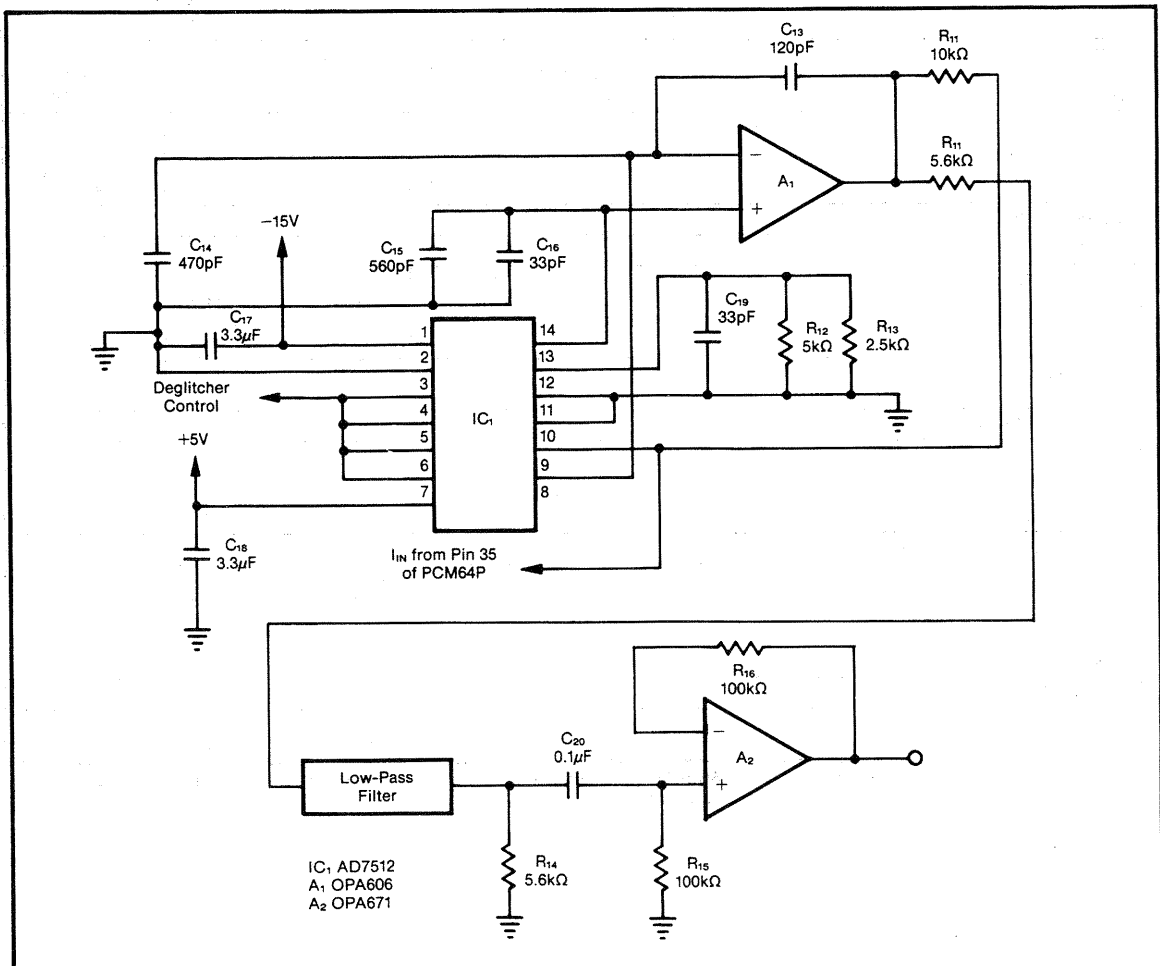 C13
120pF
R11
10kΩ
−
A1
+
R11
5.6kΩ
−15V
C14
470pF
C15
560pF
C16
33pF
C17
3.3μF
C19
33pF
R12
5kΩ
R13
2.5kΩ
Deglitcher
Control
+5V
1
2
3
4
5
6
7
IC1
14
13
12
11
10
9
8
C18
3.3μF
IIN from Pin 35
of PCM64P
R16
100kΩ
−
A2
+
C20
0.1μF
Low-Pass
Filter
R14
5.6kΩ
R15
100kΩ
IC1 AD7512
A1 OPA606
A2 OPA671